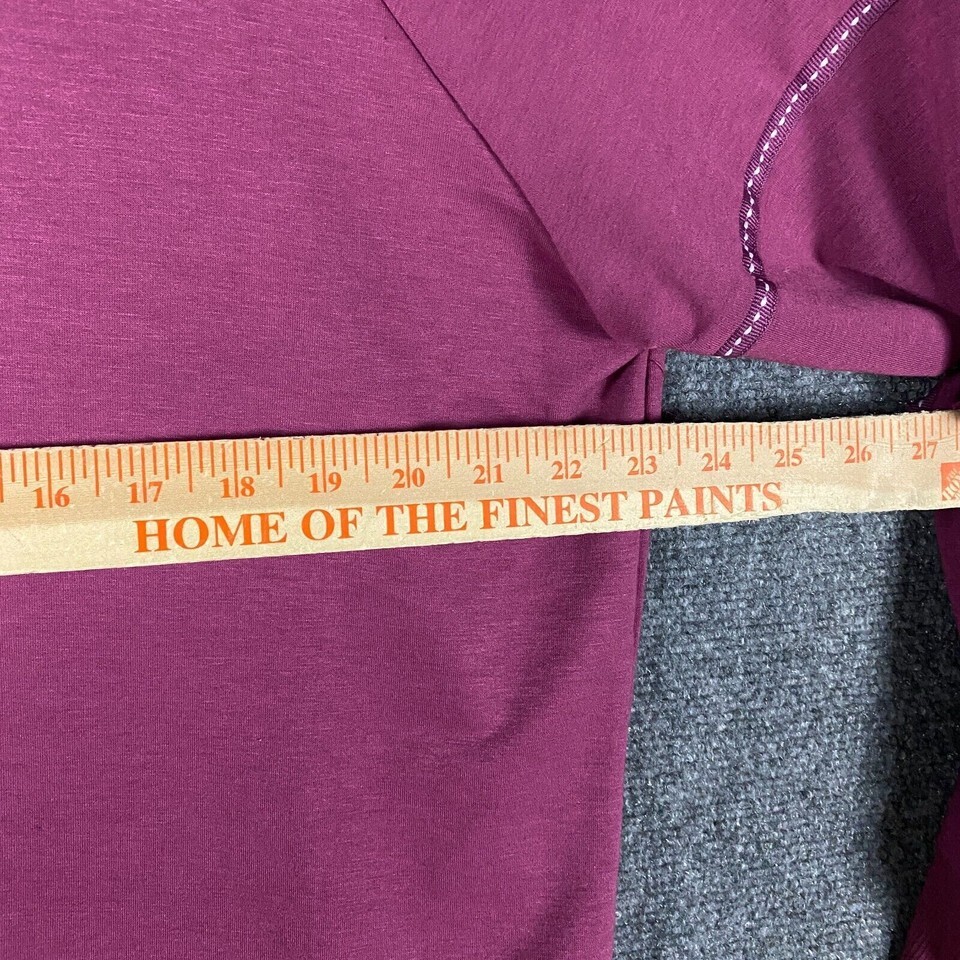 16 17 18 19 20 21 22 23 24 25 26 27
HOME OF THE FINEST PAINTS